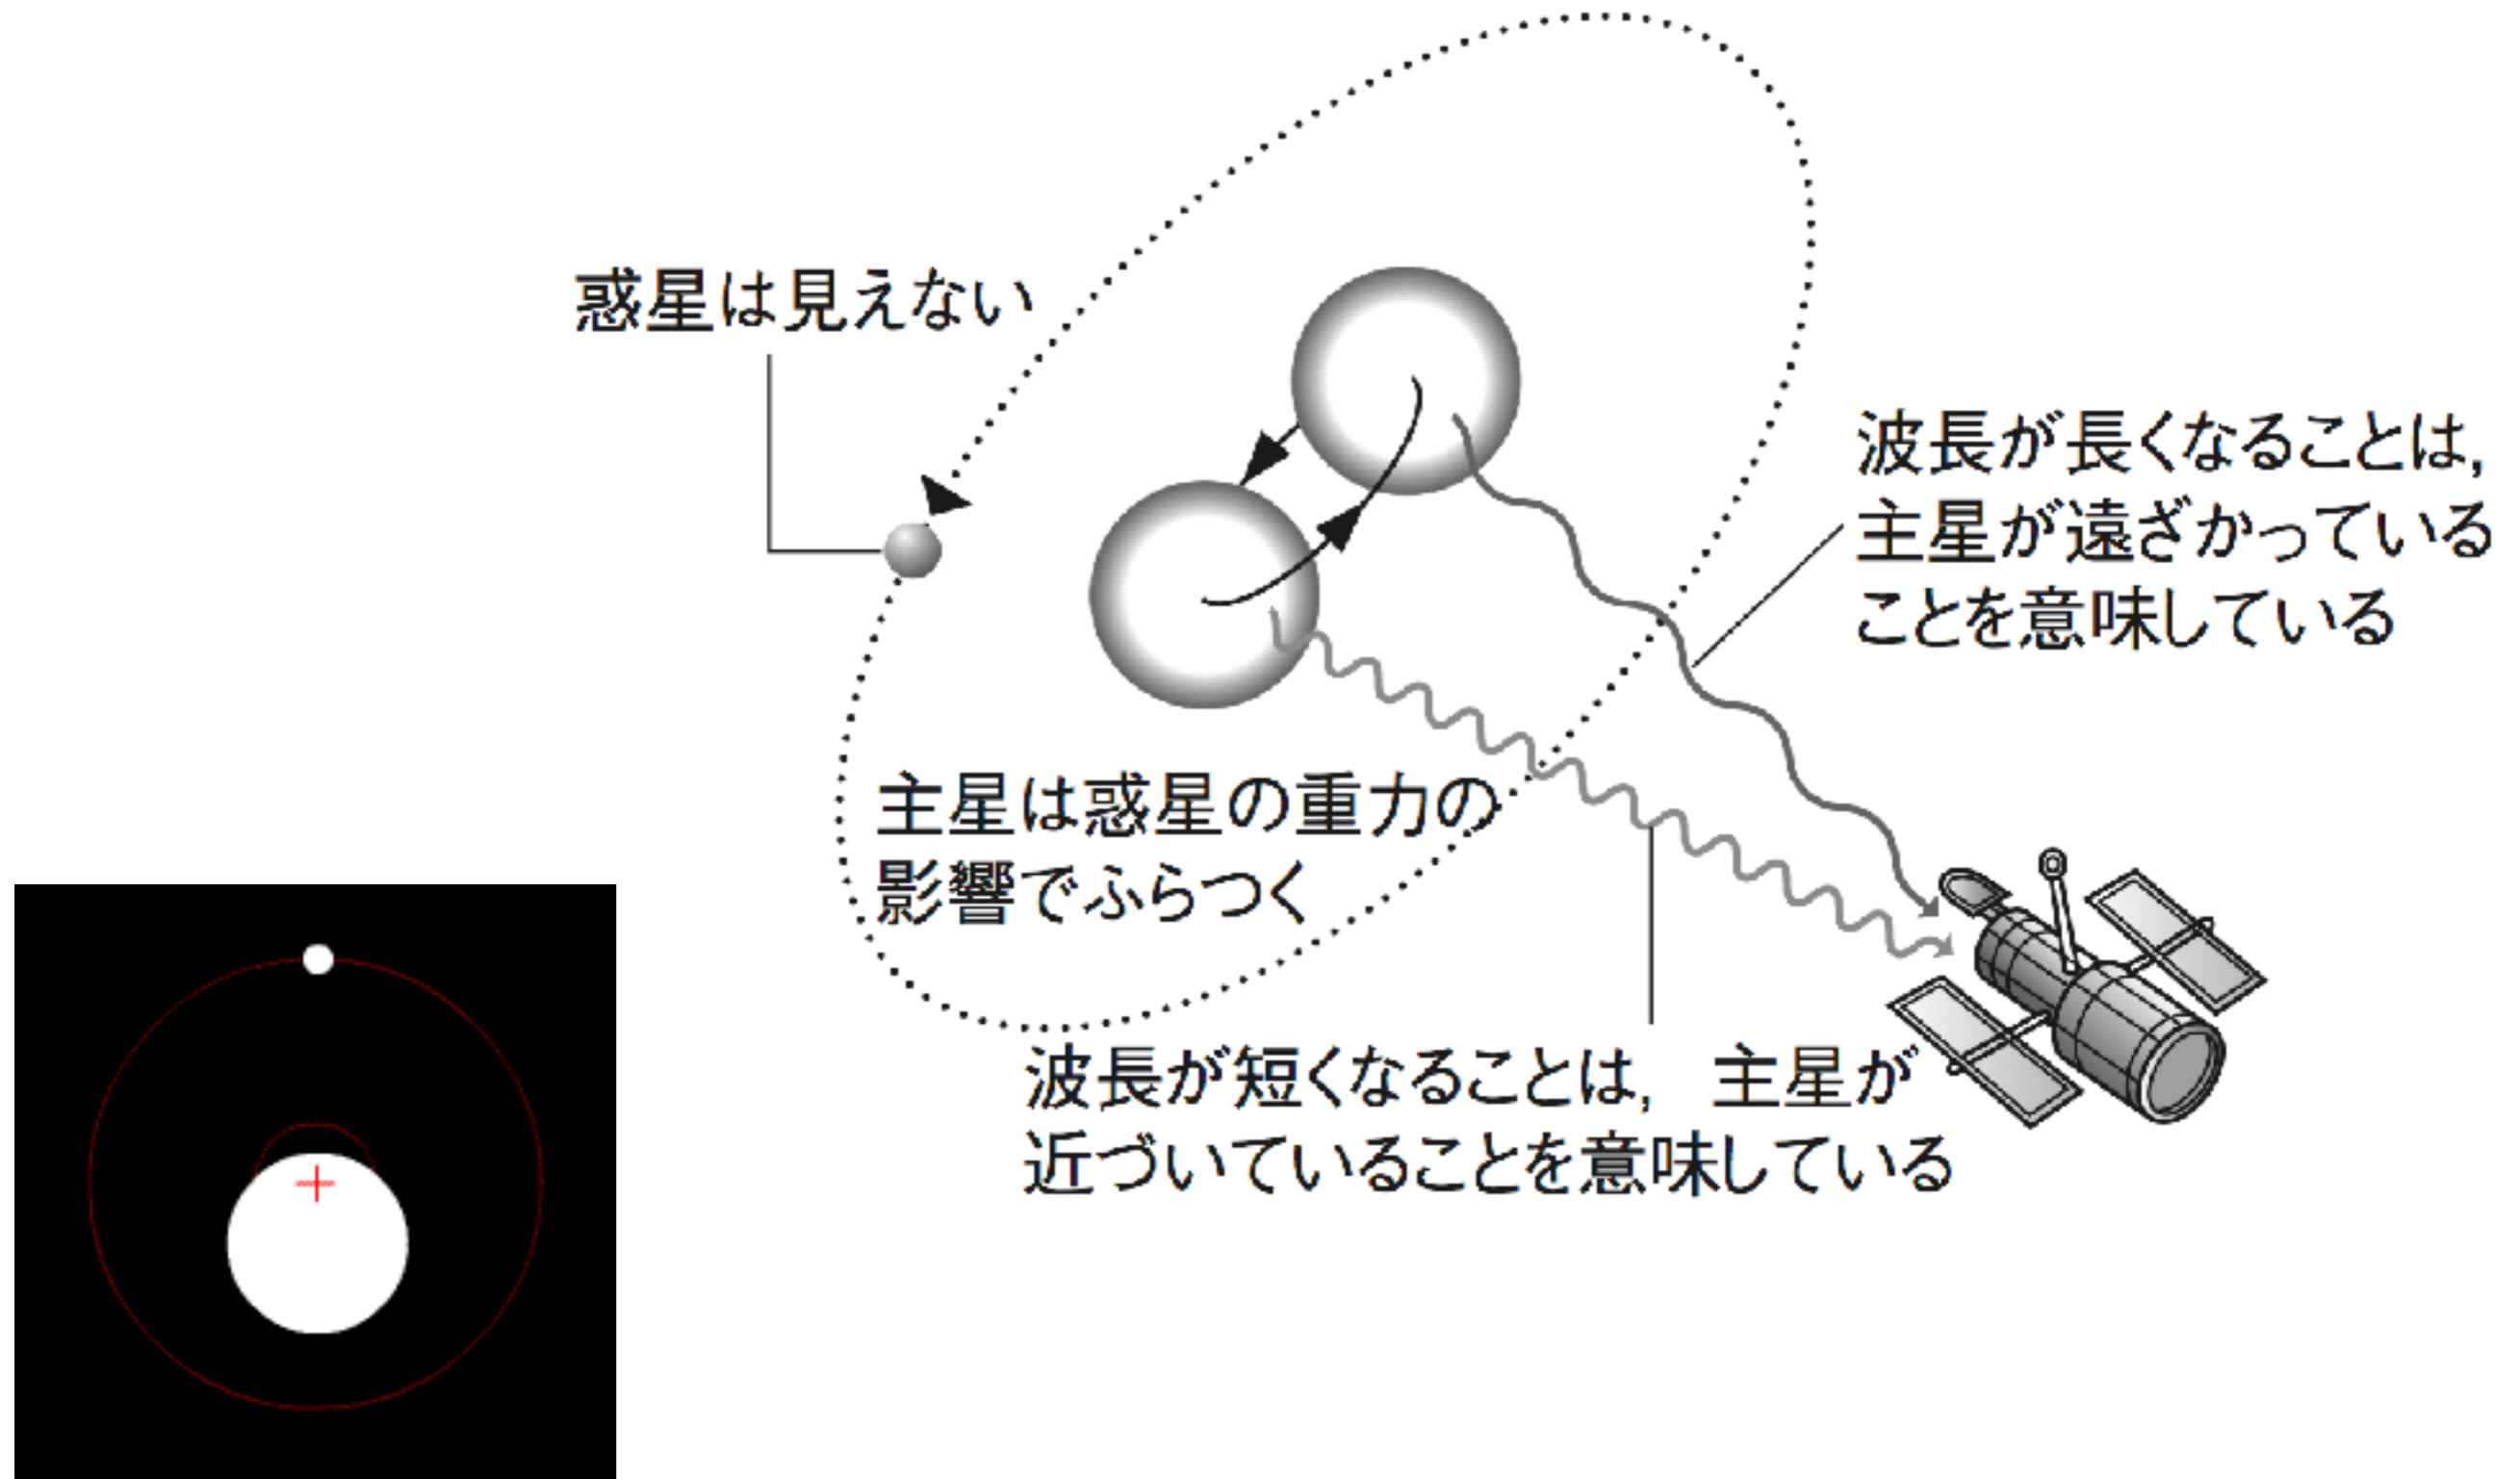 惑星は見えない
波長が長くなることは,
主星が遠ざかっている
ことを意味している
主星は惑星の重力の
影響でふらつく
波長が短くなることは, 主星が
近づいていることを意味している